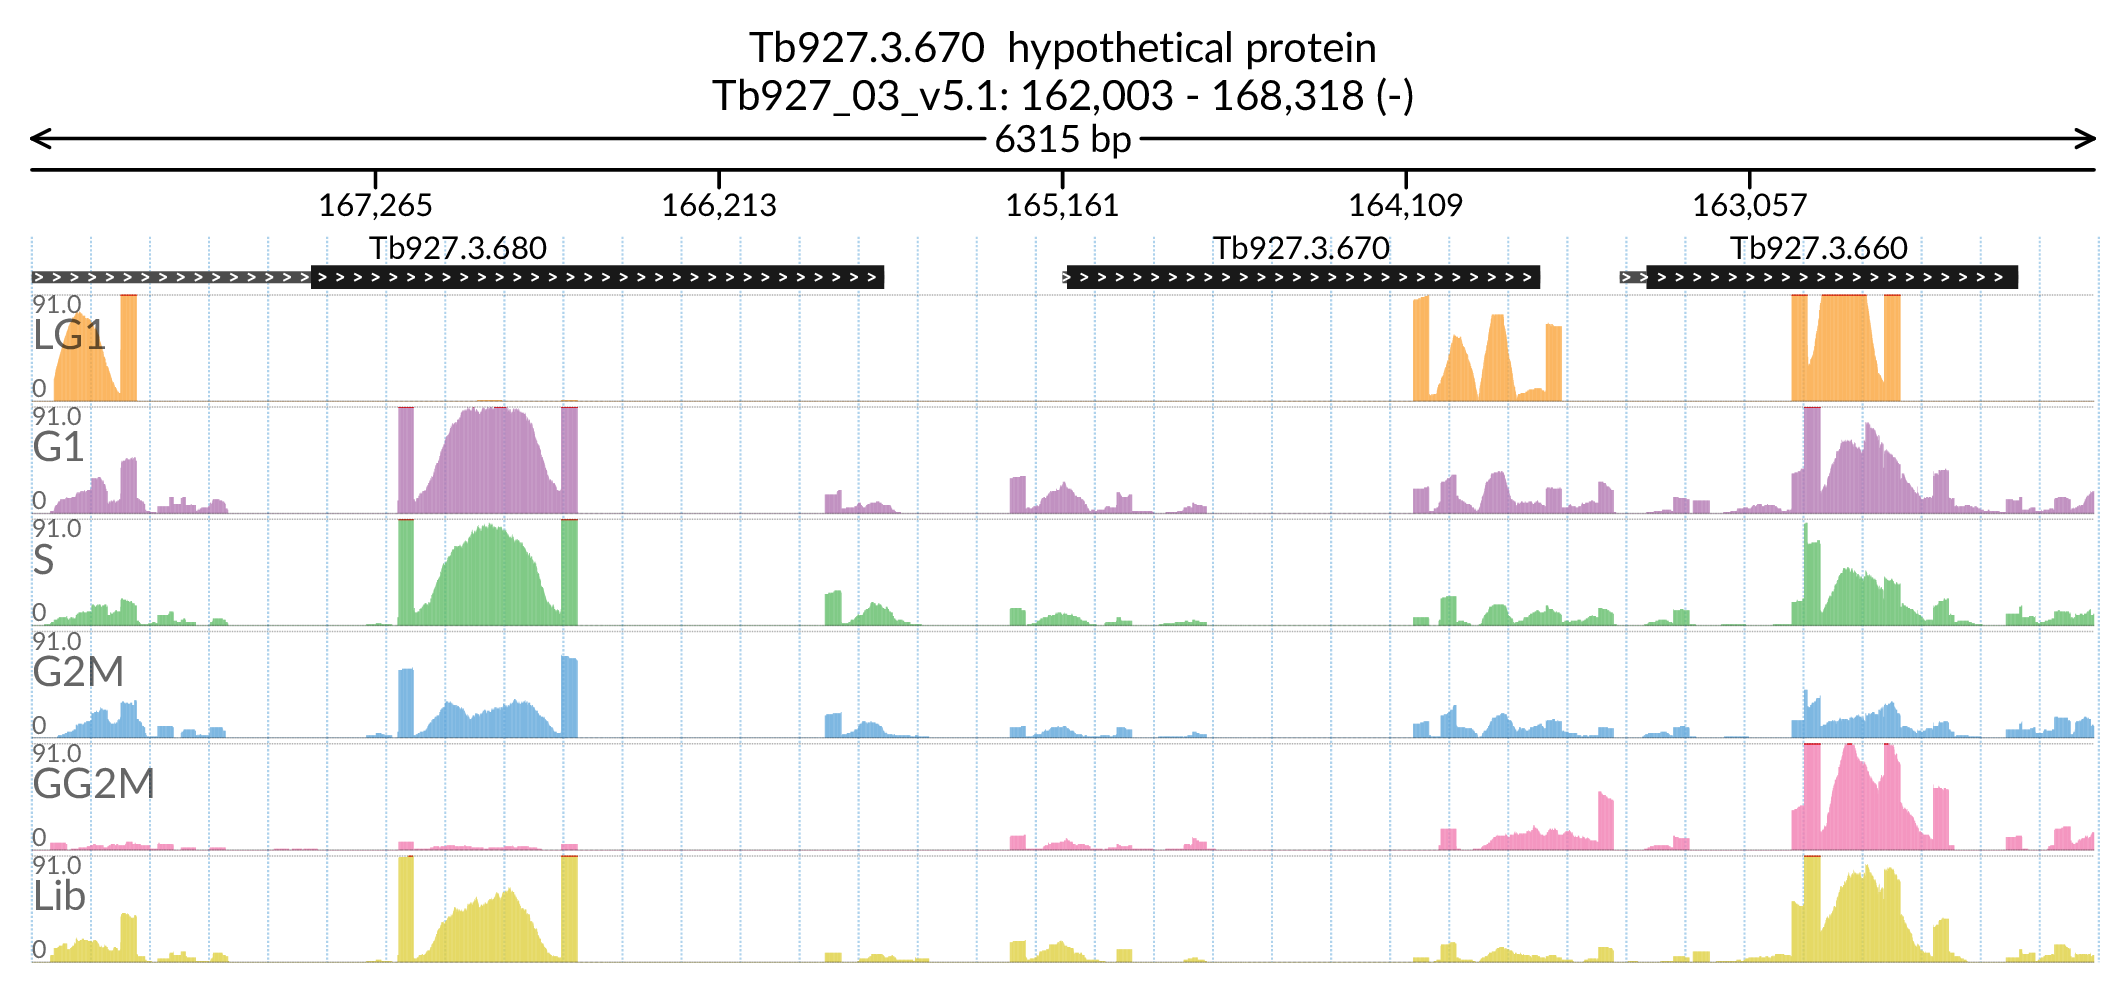 Tb927.3.670 hypothetical protein
Tb927_03_v5.1: 162,003 - 168,318 (-)
6315 bp
167,265 166,213 165,161 164,109 163,057
Tb927.3.680 Tb927.3.670 Tb927.3.660
91.0
LG1
0
91.0
G1
0
91.0
S
0
91.0
G2M
0
91.0
GG2M
0
91.0
Lib
0